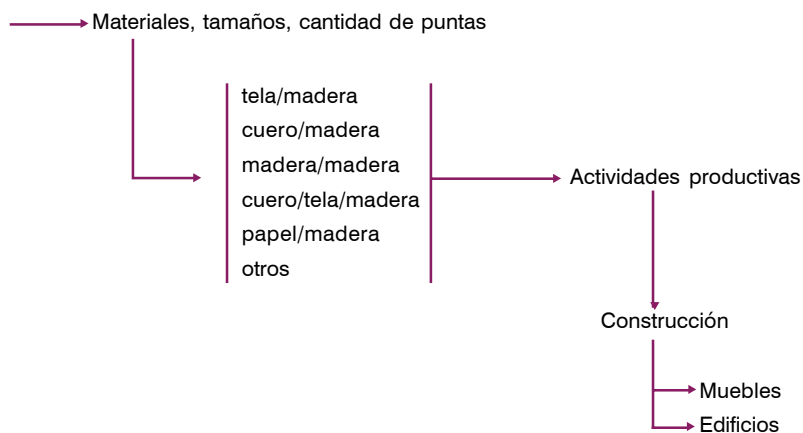 Materiales, tamaños, cantidad de puntas
tela/madera
cuero/madera
madera/madera
cuero/tela/madera
papel/madera
otros
Actividades productivas
Construcción
Muebles
Edificios